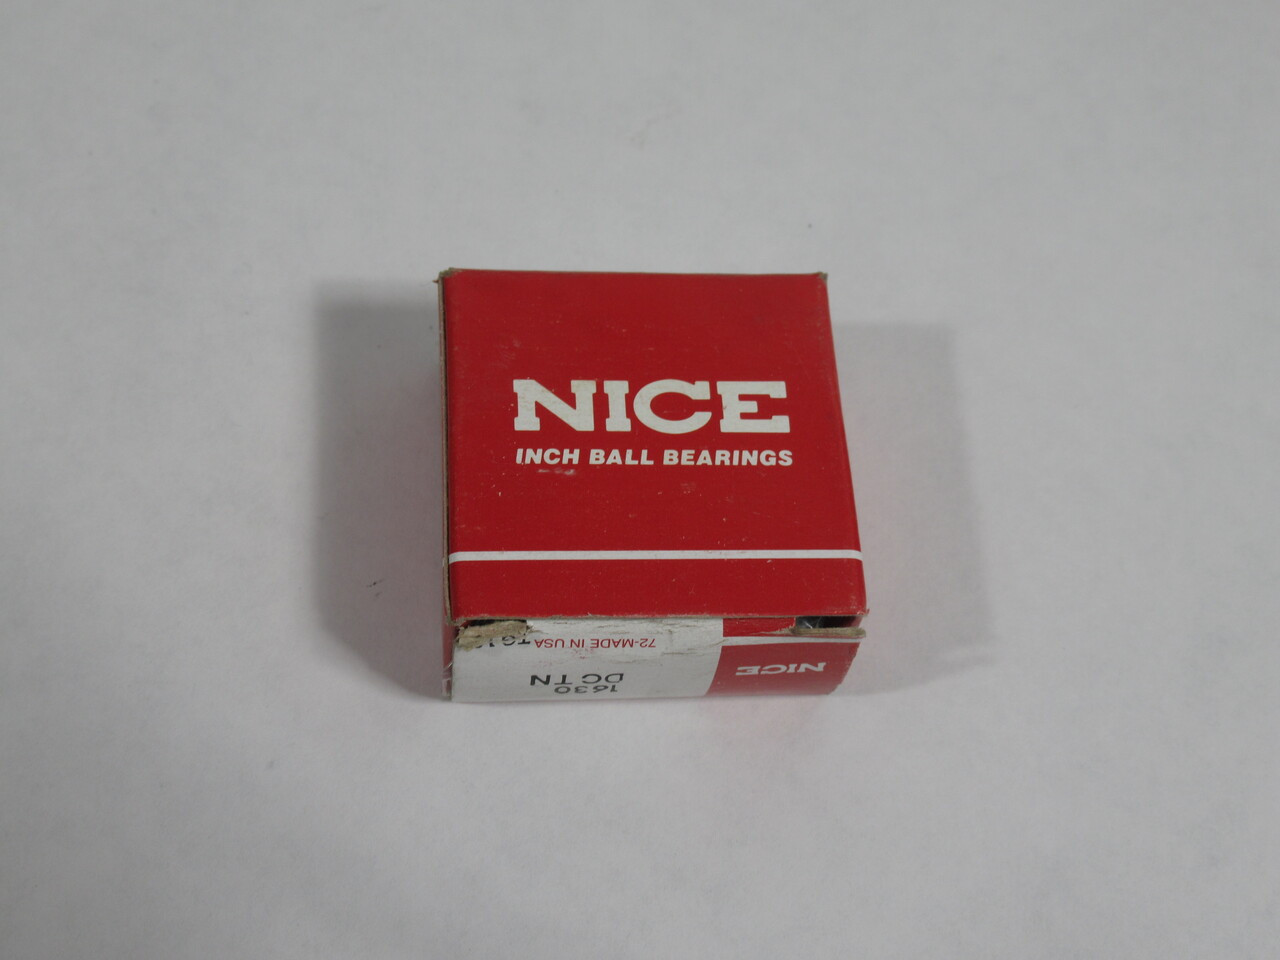 NICE
INCH BALL BEARINGS
NICE
1630
DC TN
72-MADE IN USA